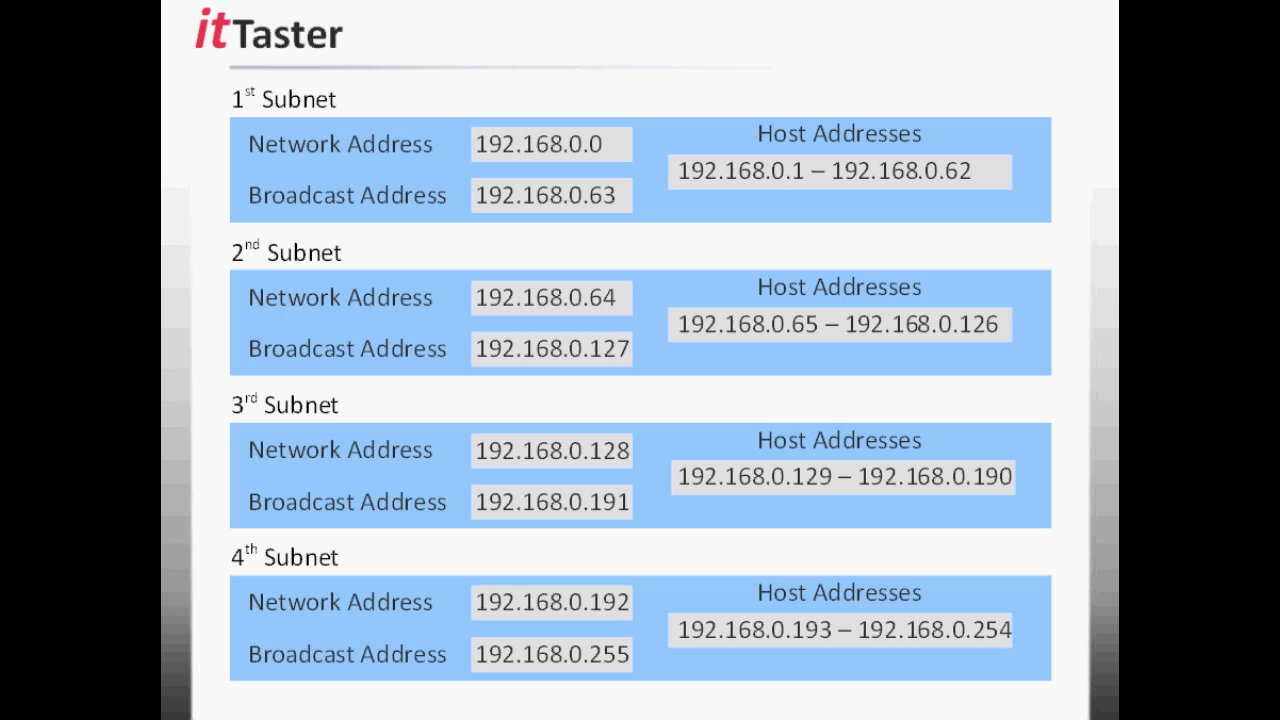 itTaster
1st Subnet
Network Address 192.168.0.0
Broadcast Address 192.168.0.63
Host Addresses
192.168.0.1 – 192.168.0.62
2nd Subnet
Network Address 192.168.0.64
Broadcast Address 192.168.0.127
Host Addresses
192.168.0.65 – 192.168.0.126
3rd Subnet
Network Address 192.168.0.128
Broadcast Address 192.168.0.191
Host Addresses
192.168.0.129 – 192.168.0.190
4th Subnet
Network Address 192.168.0.192
Broadcast Address 192.168.0.255
Host Addresses
192.168.0.193 – 192.168.0.254